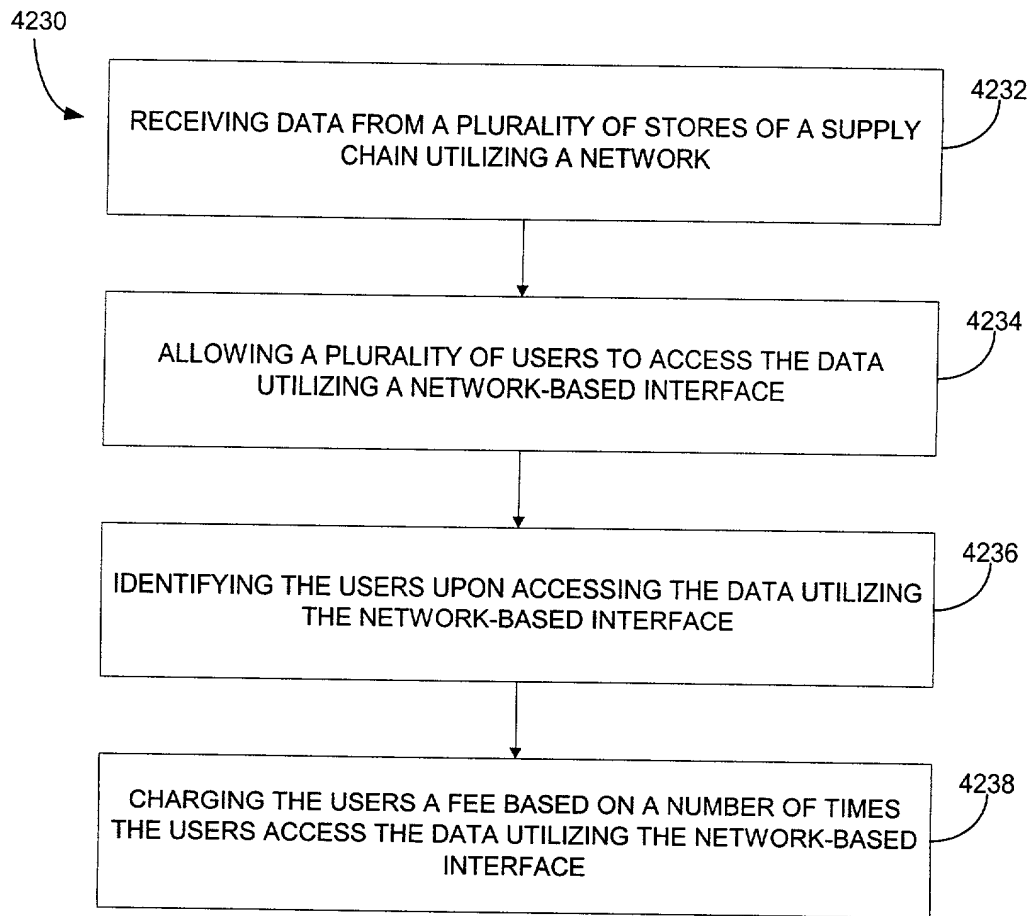 4230
4232
RECEIVING DATA FROM A PLURALITY OF STORES OF A SUPPLY
CHAIN UTILIZING A NETWORK
4234
ALLOWING A PLURALITY OF USERS TO ACCESS THE DATA
UTILIZING A NETWORK-BASED INTERFACE
4236
IDENTIFYING THE USERS UPON ACCESSING THE DATA UTILIZING
THE NETWORK-BASED INTERFACE
4238
CHARGING THE USERS A FEE BASED ON A NUMBER OF TIMES
THE USERS ACCESS THE DATA UTILIZING THE NETWORK-BASED
INTERFACE